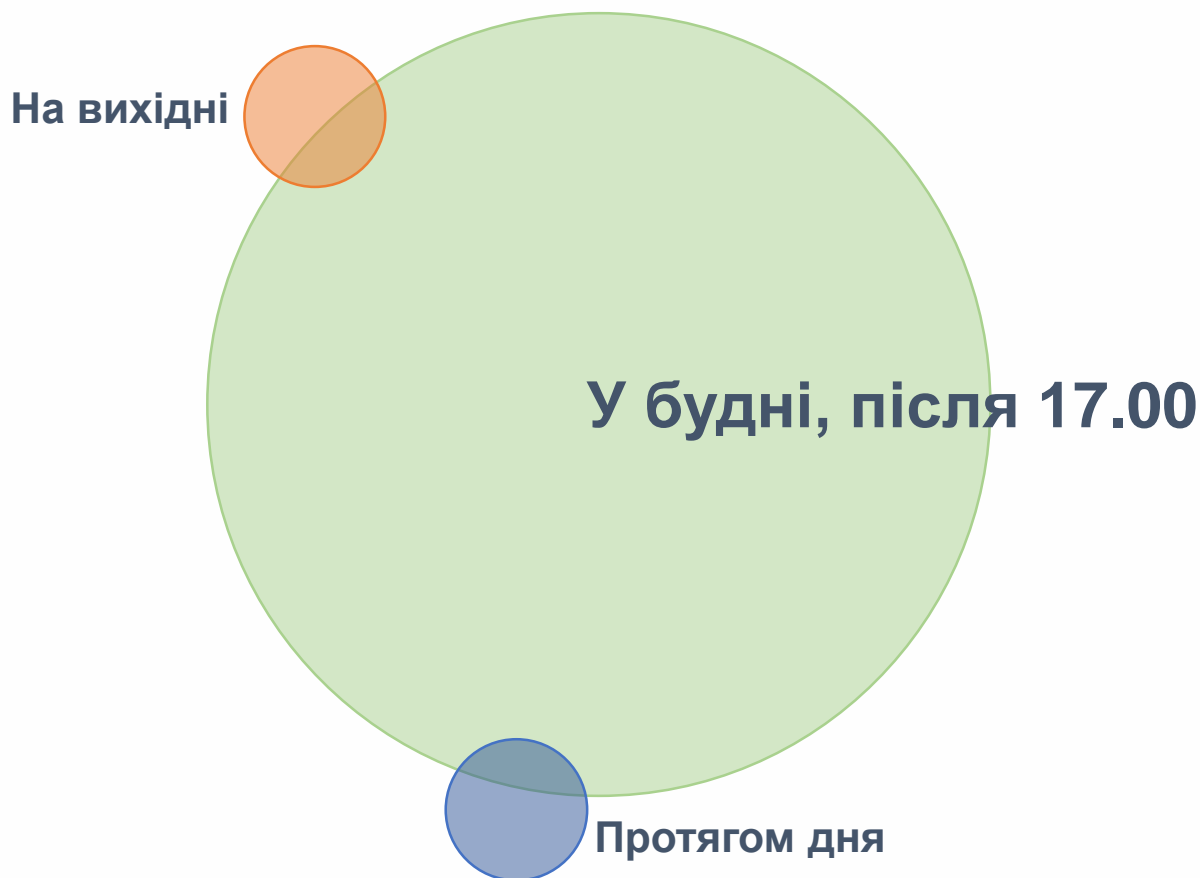 На вихідні
У будні, після 17.00
Протягом дня